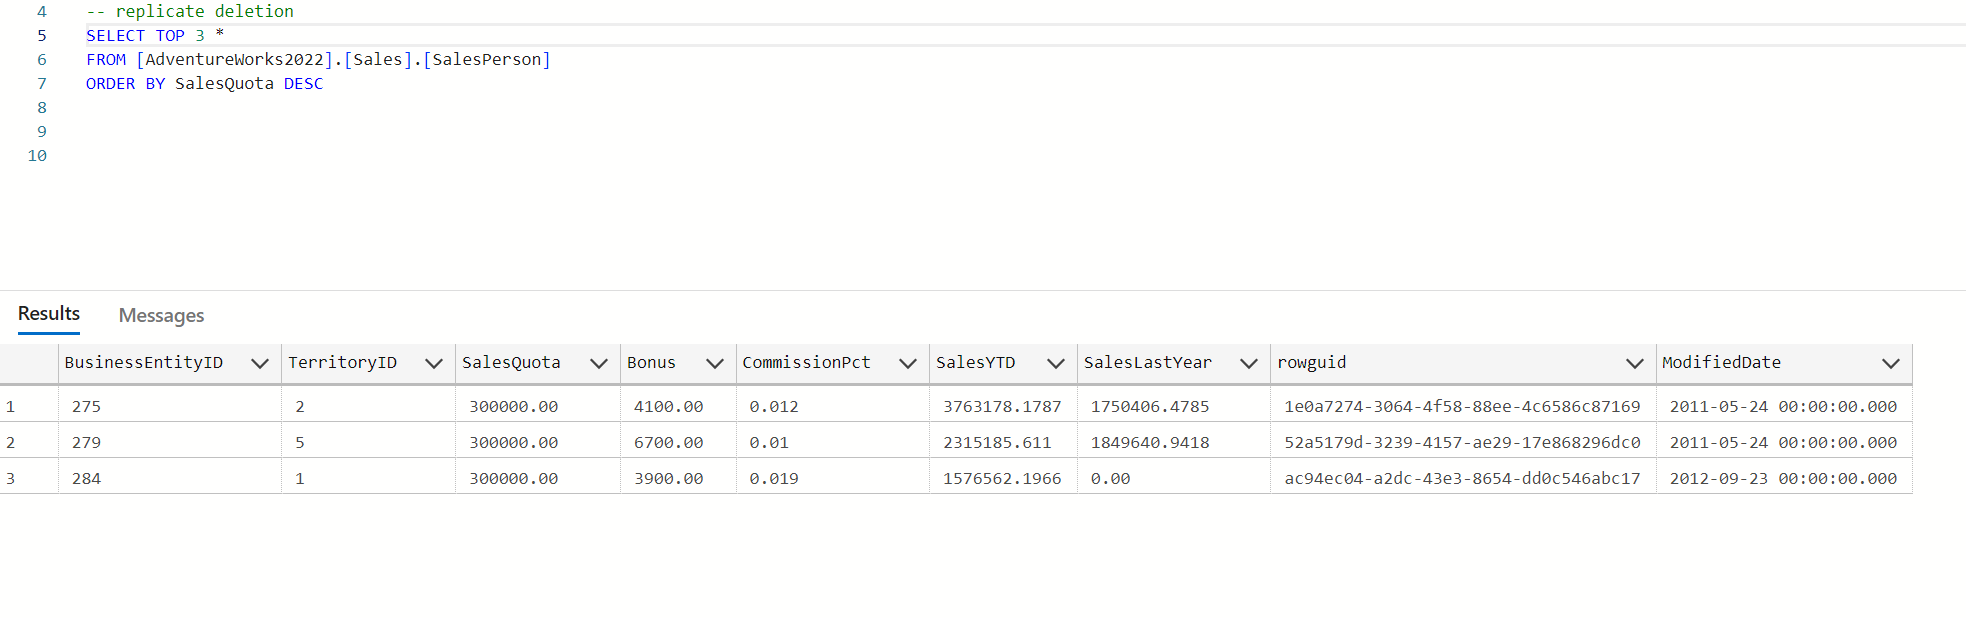 4 -- replicate deletion
5 SELECT TOP 3 *
6 FROM [AdventureWorks2022].[Sales].[SalesPerson]
7 ORDER BY SalesQuota DESC
8
9
10
Results Messages
BusinessEntityID TerritoryID SalesQuota Bonus CommissionPct SalesYTD SalesLastYear rowguid ModifiedDate
1 275 2 300000.00 4100.00 0.012 3763178.1787 1750406.4785 1e0a7274-3064-4f58-88ee-4c6586c87169 2011-05-24 00:00:00.000
2 279 5 300000.00 6700.00 0.01 2315185.611 1849640.9418 52a5179d-3239-4157-ae29-17e868296dc0 2011-05-24 00:00:00.000
3 284 1 300000.00 3900.00 0.019 1576562.1966 0.00 ac94ec04-a2dc-43e3-8654-dd0c546abc17 2012-09-23 00:00:00.000